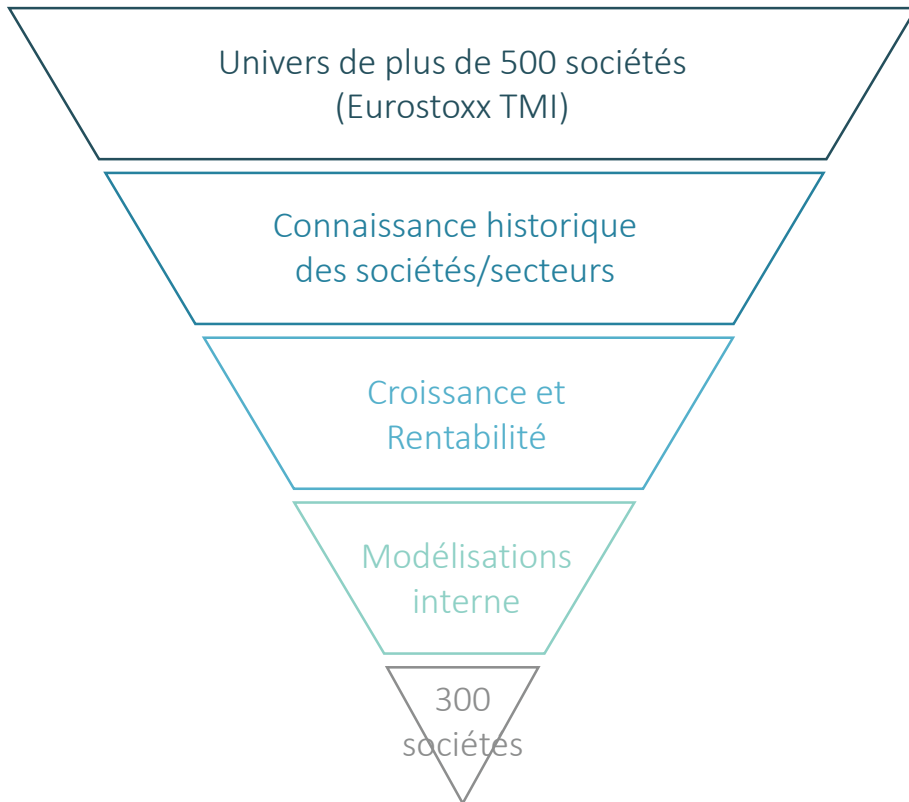 Univers de plus de 500 sociétés
(Eurostoxx TMI)
Connaissance historique
des sociétés/secteurs
Croissance et
Rentabilité
Modélisations
interne
300
sociétés